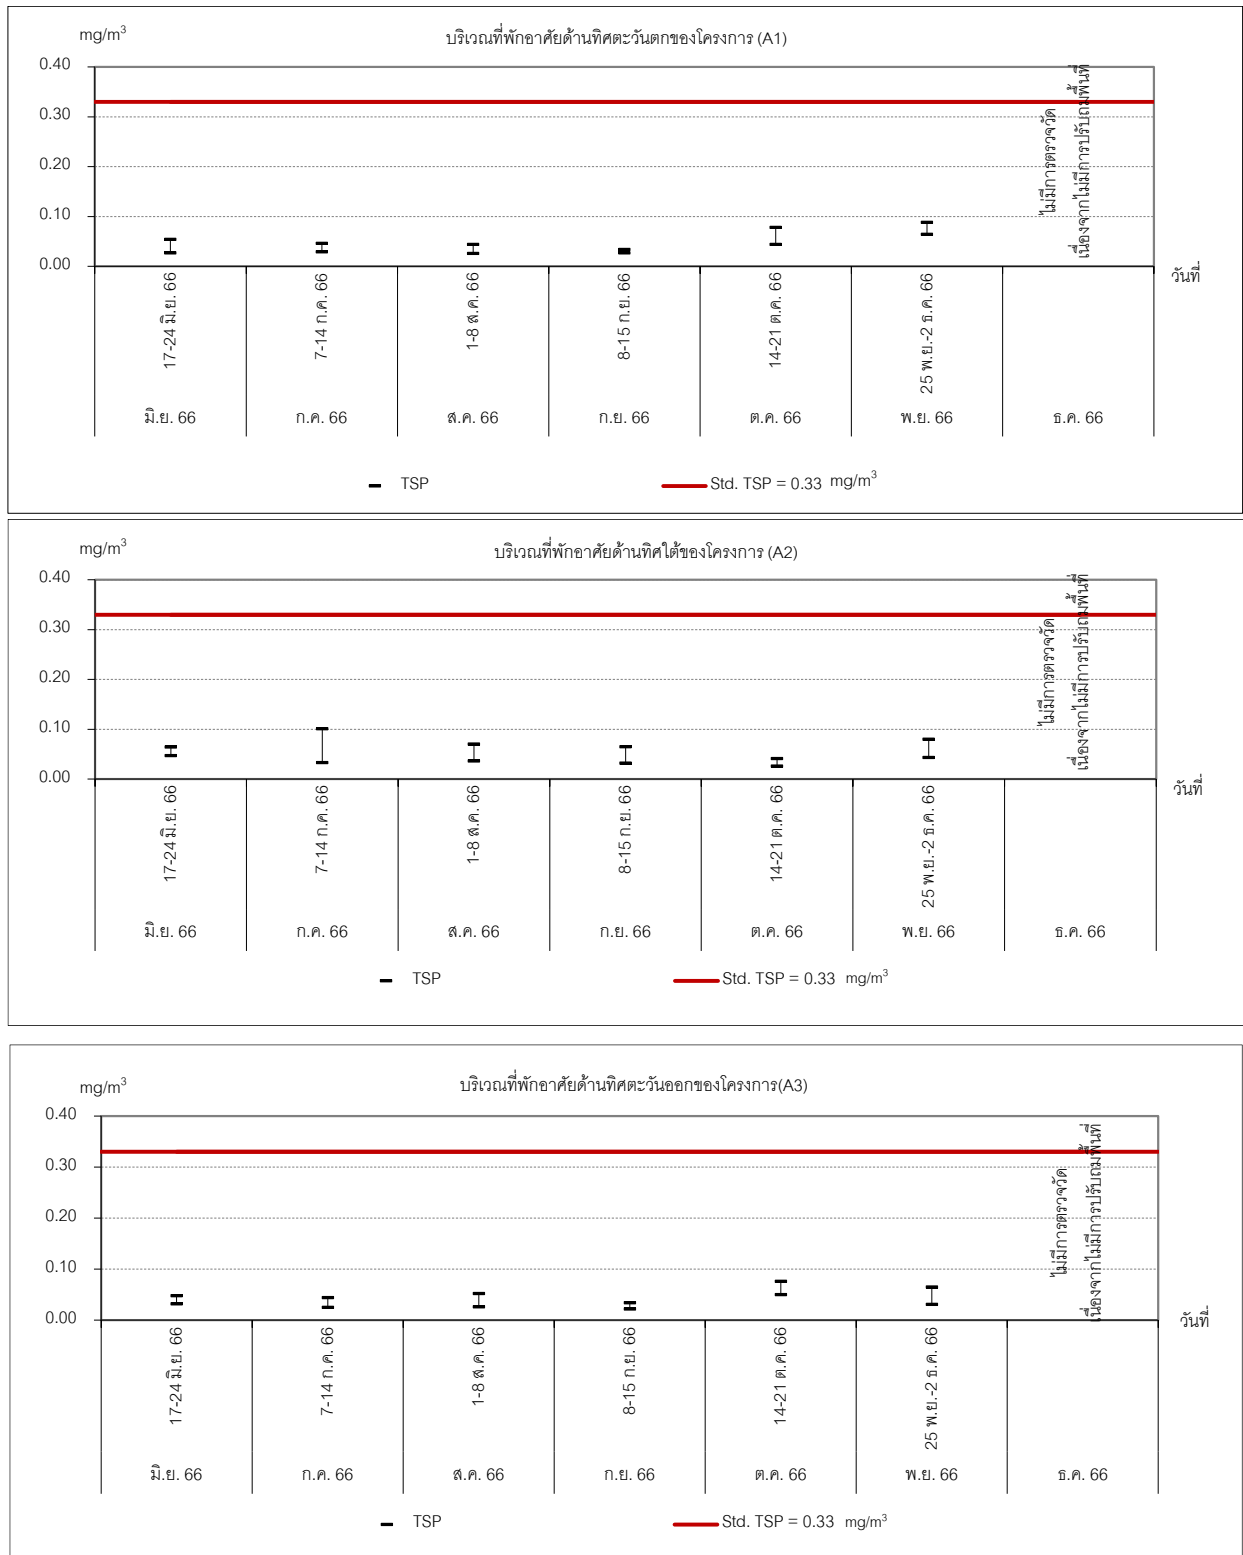 mg/m³
บริเวณที่พักอาศัยด้านทิศตะวันตกของโครงการ (A1)
0.40
0.30
0.20
0.10
0.00
ไม่มีการตรวจวัด
เนื่องจากไม่มีการปรับถมพื้นที่
วันที่
17-24 มิ.ย. 66
7-14 ก.ค. 66
1-8 ส.ค. 66
8-15 ก.ย. 66
14-21 ต.ค. 66
25 พ.ย.-2 ธ.ค. 66
มิ.ย. 66 ก.ค. 66 ส.ค. 66 ก.ย. 66 ต.ค. 66 พ.ย. 66 ธ.ค. 66
TSP Std. TSP = 0.33 mg/m³
mg/m³
บริเวณที่พักอาศัยด้านทิศใต้ของโครงการ (A2)
0.40
0.30
0.20
0.10
0.00
ไม่มีการตรวจวัด
เนื่องจากไม่มีการปรับถมพื้นที่
วันที่
17-24 มิ.ย. 66
7-14 ก.ค. 66
1-8 ส.ค. 66
8-15 ก.ย. 66
14-21 ต.ค. 66
25 พ.ย.-2 ธ.ค. 66
มิ.ย. 66 ก.ค. 66 ส.ค. 66 ก.ย. 66 ต.ค. 66 พ.ย. 66 ธ.ค. 66
TSP Std. TSP = 0.33 mg/m³
mg/m³
บริเวณที่พักอาศัยด้านทิศตะวันออกของโครงการ(A3)
0.40
0.30
0.20
0.10
0.00
ไม่มีการตรวจวัด
เนื่องจากไม่มีการปรับถมพื้นที่
วันที่
17-24 มิ.ย. 66
7-14 ก.ค. 66
1-8 ส.ค. 66
8-15 ก.ย. 66
14-21 ต.ค. 66
25 พ.ย.-2 ธ.ค. 66
มิ.ย. 66 ก.ค. 66 ส.ค. 66 ก.ย. 66 ต.ค. 66 พ.ย. 66 ธ.ค. 66
TSP Std. TSP = 0.33 mg/m³